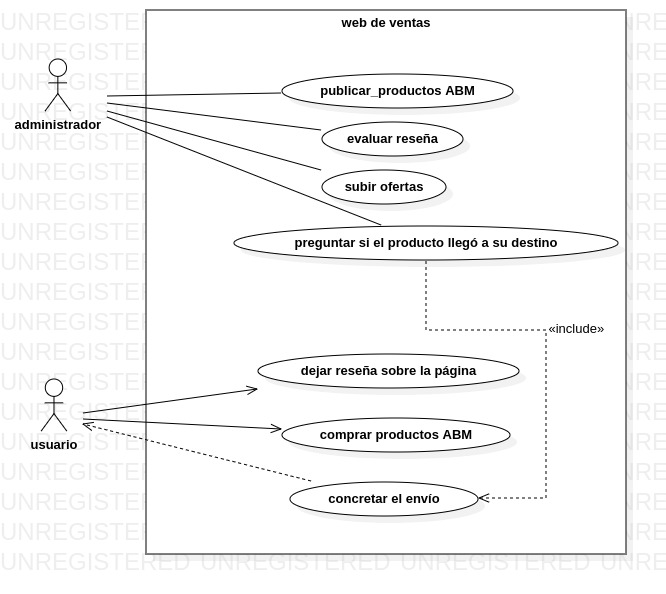 web de ventas
publicar_productos ABM
administrador
evaluar reseña
subir ofertas
preguntar si el producto llegó a su destino
«include»
dejar reseña sobre la página
usuario
comprar productos ABM
concretar el envío
UNREGISTERED UNREGISTERED UNREGISTERED